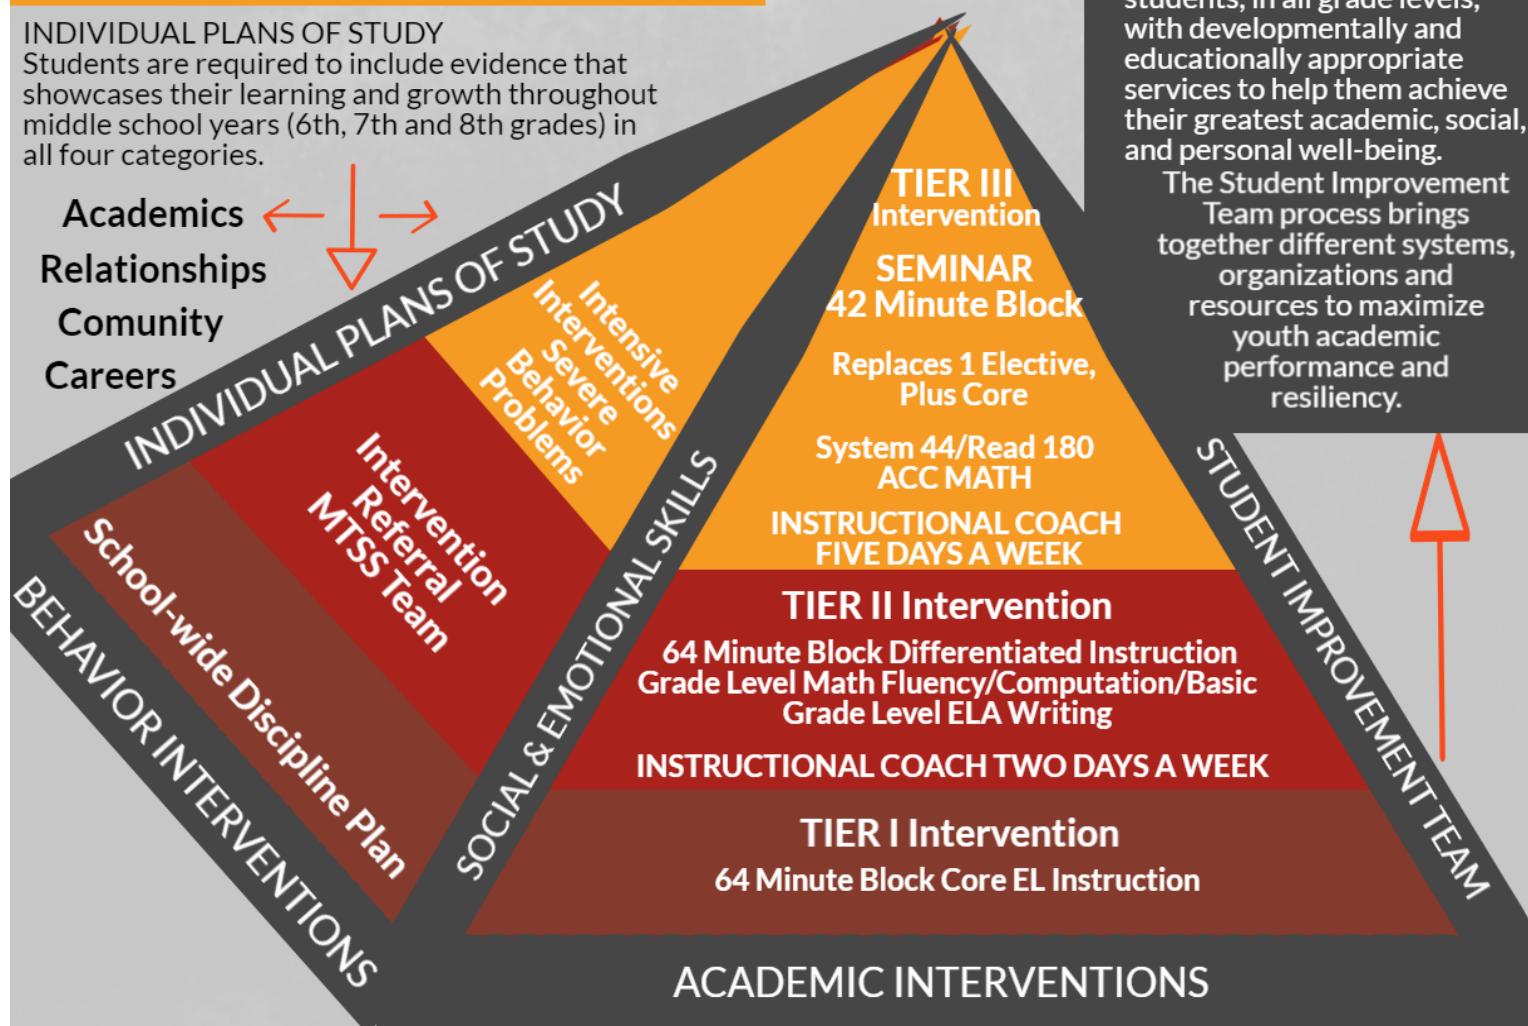 INDIVIDUAL PLANS OF STUDY
Students are required to include evidence that
showcases their learning and growth throughout
middle school years (6th, 7th and 8th grades) in
all four categories.
Academics
Relationships
Comunity
Careers
students, in all grade levels,
with developmentally and
educationally appropriate
services to help them achieve
their greatest academic, social,
and personal well-being.
The Student Improvement
Team process brings
together different systems,
organizations and
resources to maximize
youth academic
performance and
resiliency.
INDIVIDUAL PLANS OF STUDY
Intensive
Interventions
Severe
Behavior
Problems
Intervention
Referral
MTSS Team
School-wide Discipline Plan
BEHAVIOR INTERVENTIONS
SOCIAL & EMOTIONAL SKILLS
TIER III
Intervention
SEMINAR
42 Minute Block
Replaces 1 Elective,
Plus Core
System 44/Read 180
ACC MATH
INSTRUCTIONAL COACH
FIVE DAYS A WEEK
TIER II Intervention
64 Minute Block Differentiated Instruction
Grade Level Math Fluency/Computation/Basic
Grade Level ELA Writing
INSTRUCTIONAL COACH TWO DAYS A WEEK
TIER I Intervention
64 Minute Block Core EL Instruction
STUDENT IMPROVEMENT TEAM
ACADEMIC INTERVENTIONS